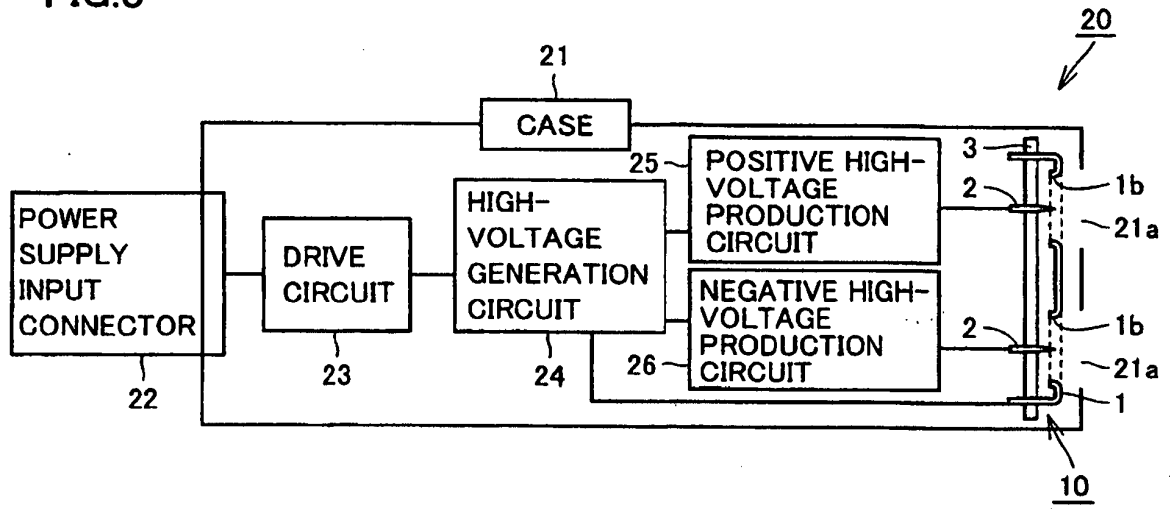 20
21
CASE
25
POSITIVE HIGH-
VOLTAGE
PRODUCTION
CIRCUIT
3
2
1b
21a
POWER
SUPPLY
INPUT
CONNECTOR
22
DRIVE
CIRCUIT
23
HIGH-
VOLTAGE
GENERATION
CIRCUIT
24
NEGATIVE HIGH-
VOLTAGE
PRODUCTION
CIRCUIT
26
2
1b
21a
1
10